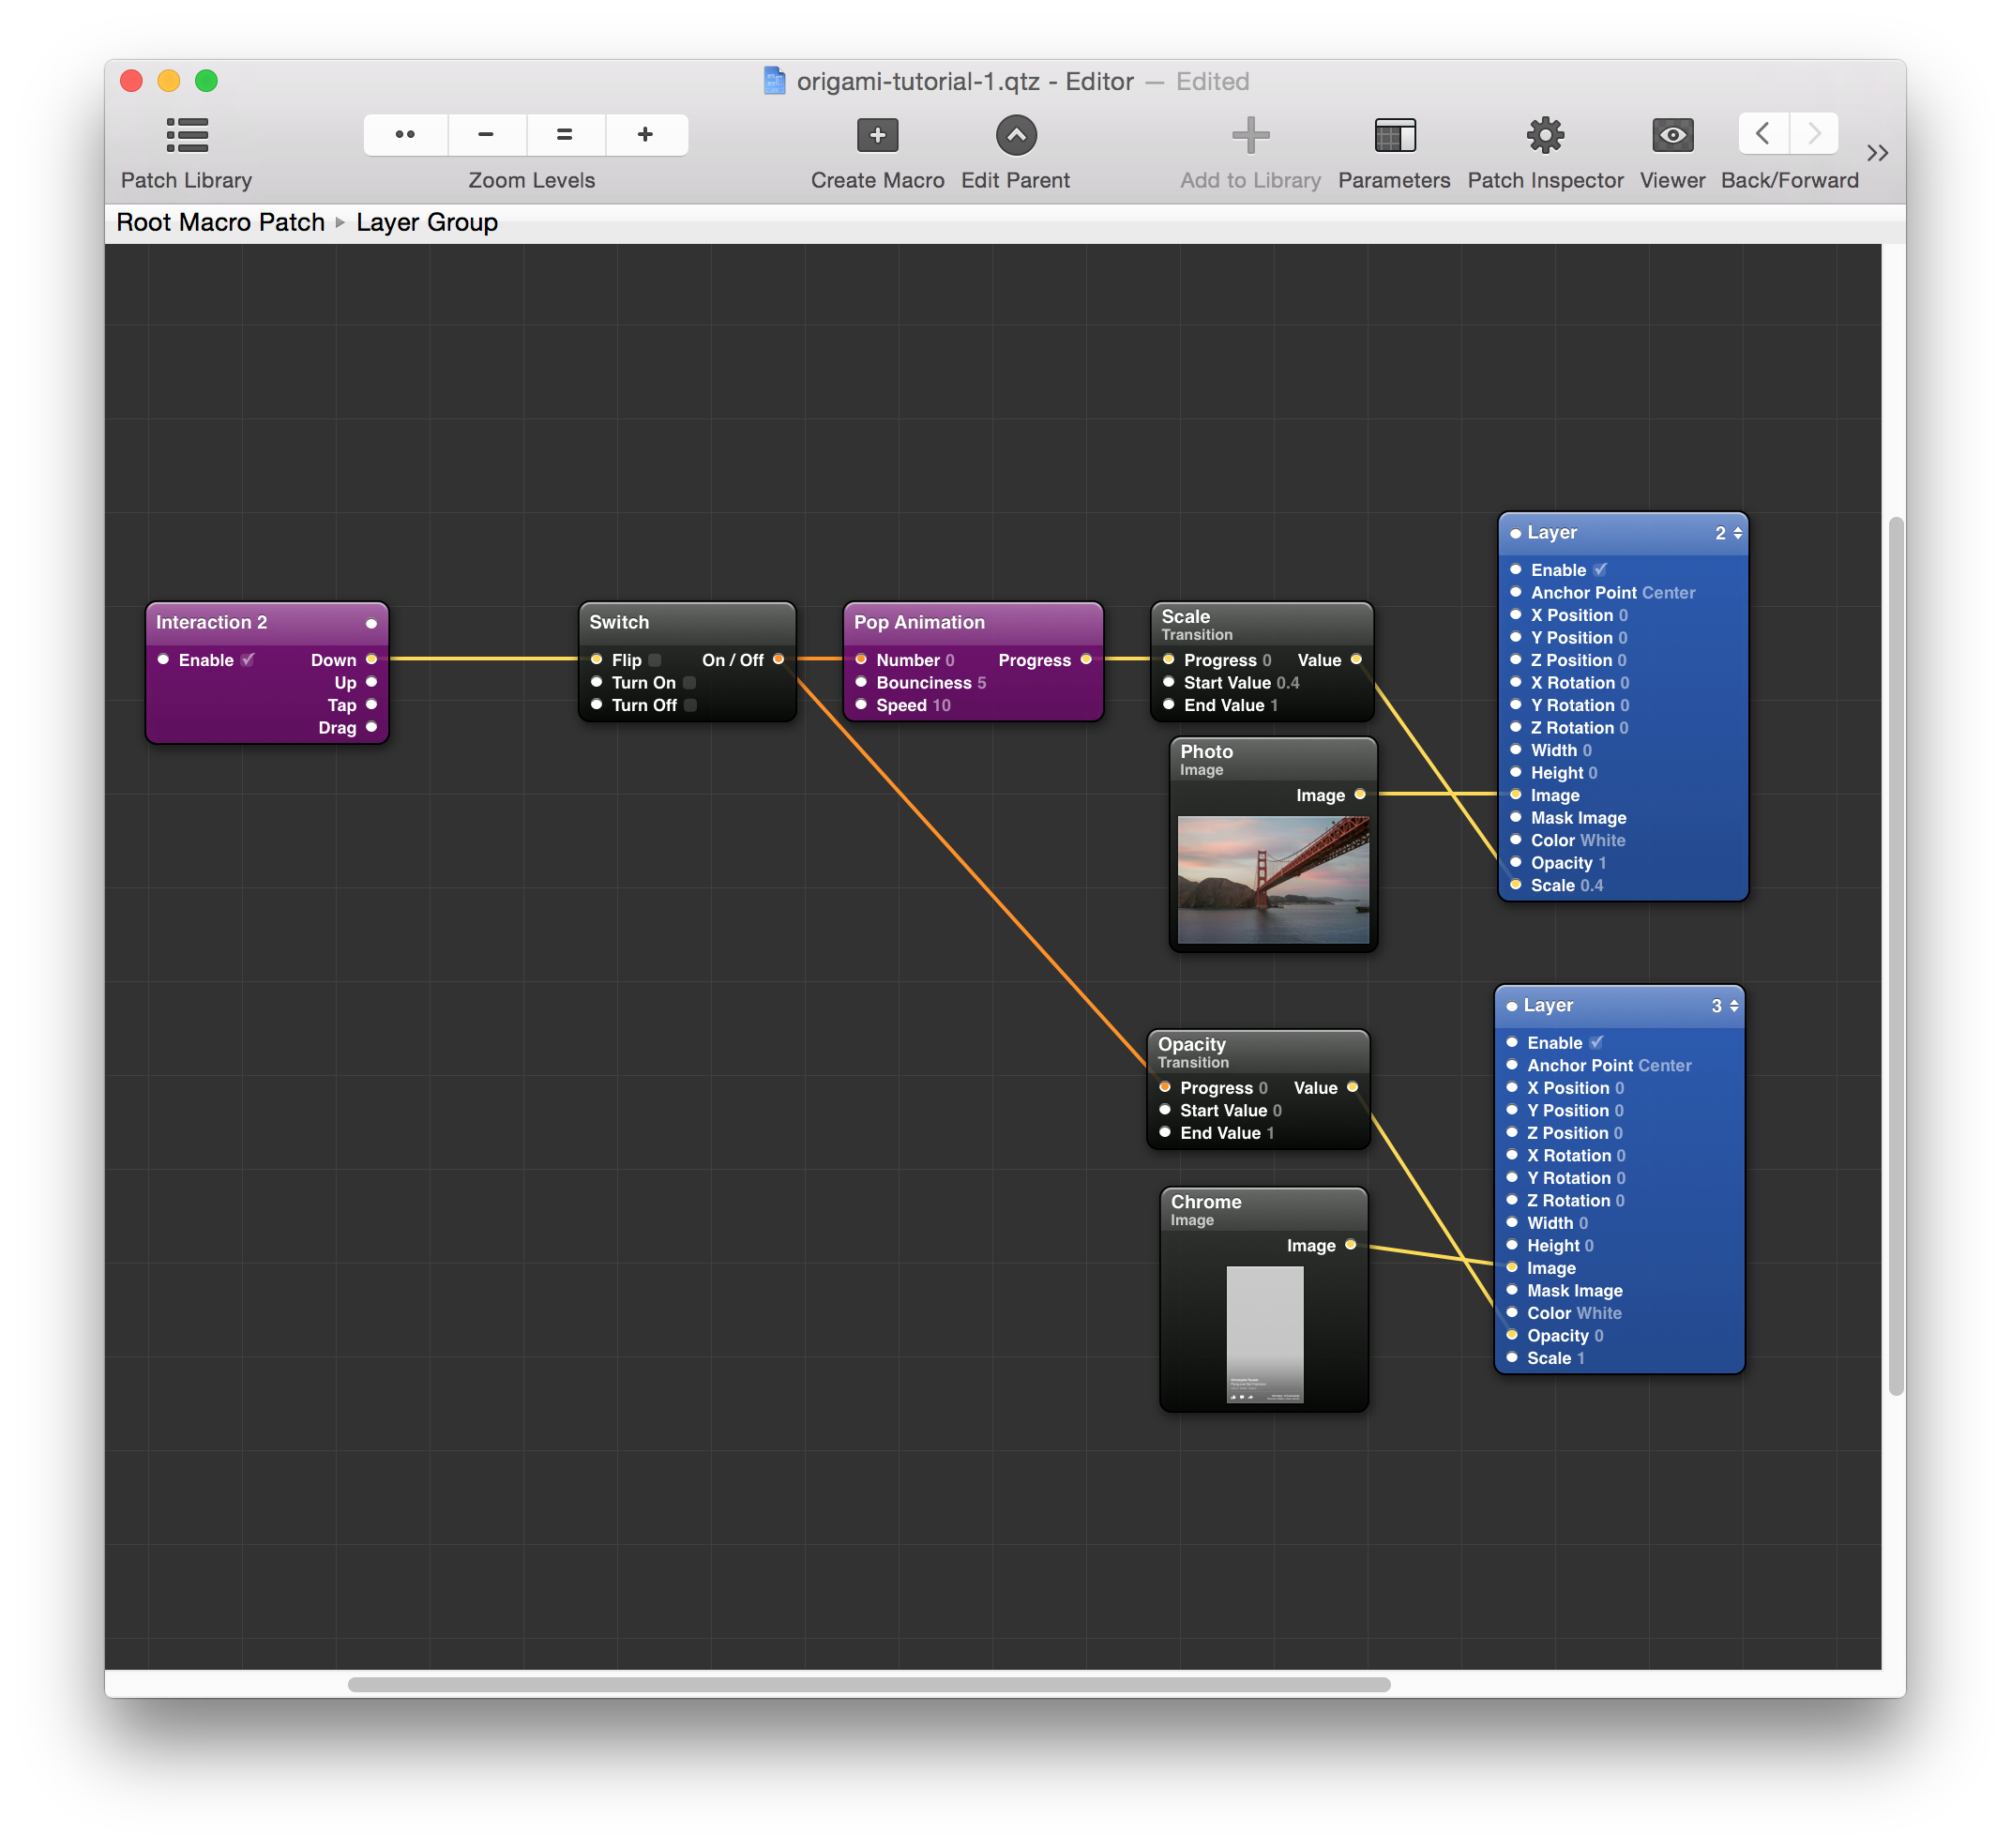 origami-tutorial-1.qtz - Editor — Edited
Patch Library
Zoom Levels
Create Macro
Edit Parent
Add to Library
Parameters
Patch Inspector
Viewer
Back/Forward
Root Macro Patch ▸ Layer Group
Interaction 2
Enable Down
Up
Tap
Drag
Switch
Flip On / Off
Turn On
Turn Off
Pop Animation
Number 0 Progress
Bounciness 5
Speed 10
Scale
Transition
Progress 0 Value
Start Value 0.4
End Value 1
Photo
Image
Image
Layer 2
Enable
Anchor Point Center
X Position 0
Y Position 0
Z Position 0
X Rotation 0
Y Rotation 0
Z Rotation 0
Width 0
Height 0
Image
Mask Image
Color White
Opacity 1
Scale 0.4
Opacity
Transition
Progress 0 Value
Start Value 0
End Value 1
Chrome
Image
Image
Layer 3
Enable
Anchor Point Center
X Position 0
Y Position 0
Z Position 0
X Rotation 0
Y Rotation 0
Z Rotation 0
Width 0
Height 0
Image
Mask Image
Color White
Opacity 0
Scale 1